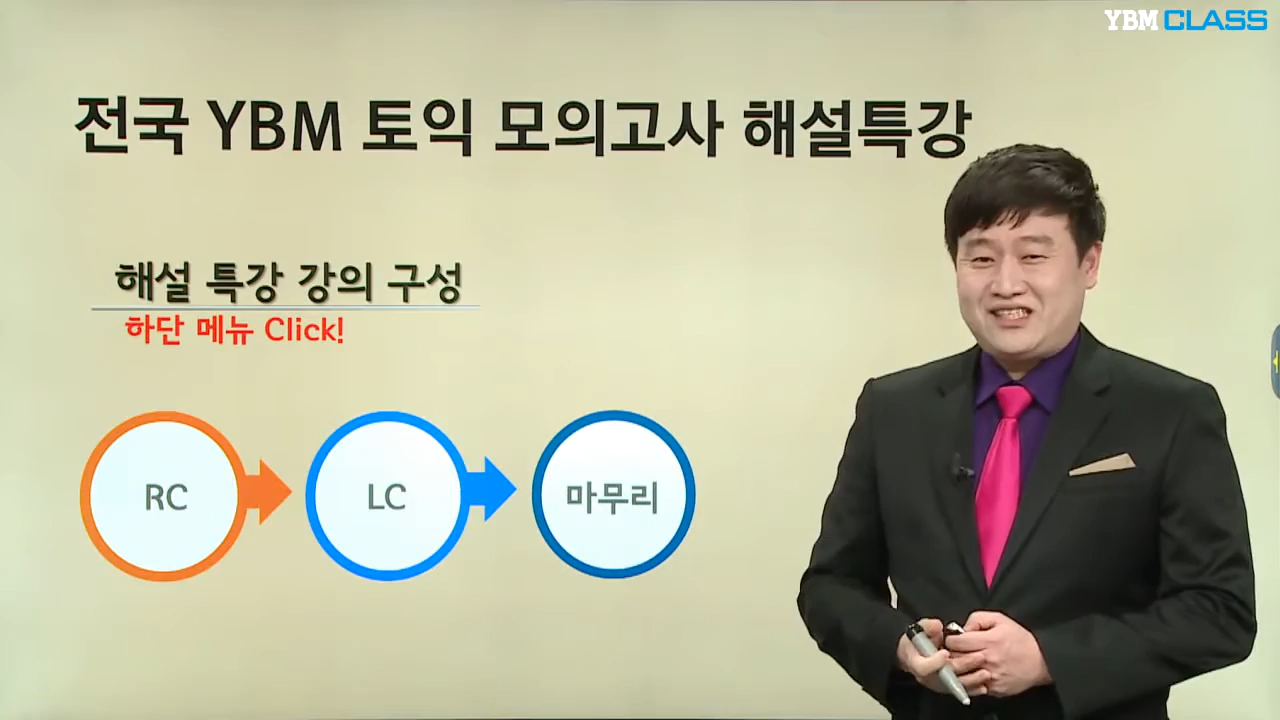 YBM CLASS
전국 YBM 토익 모의고사 해설특강
해설 특강 강의 구성
하단 메뉴 Click!
RC
LC
마무리